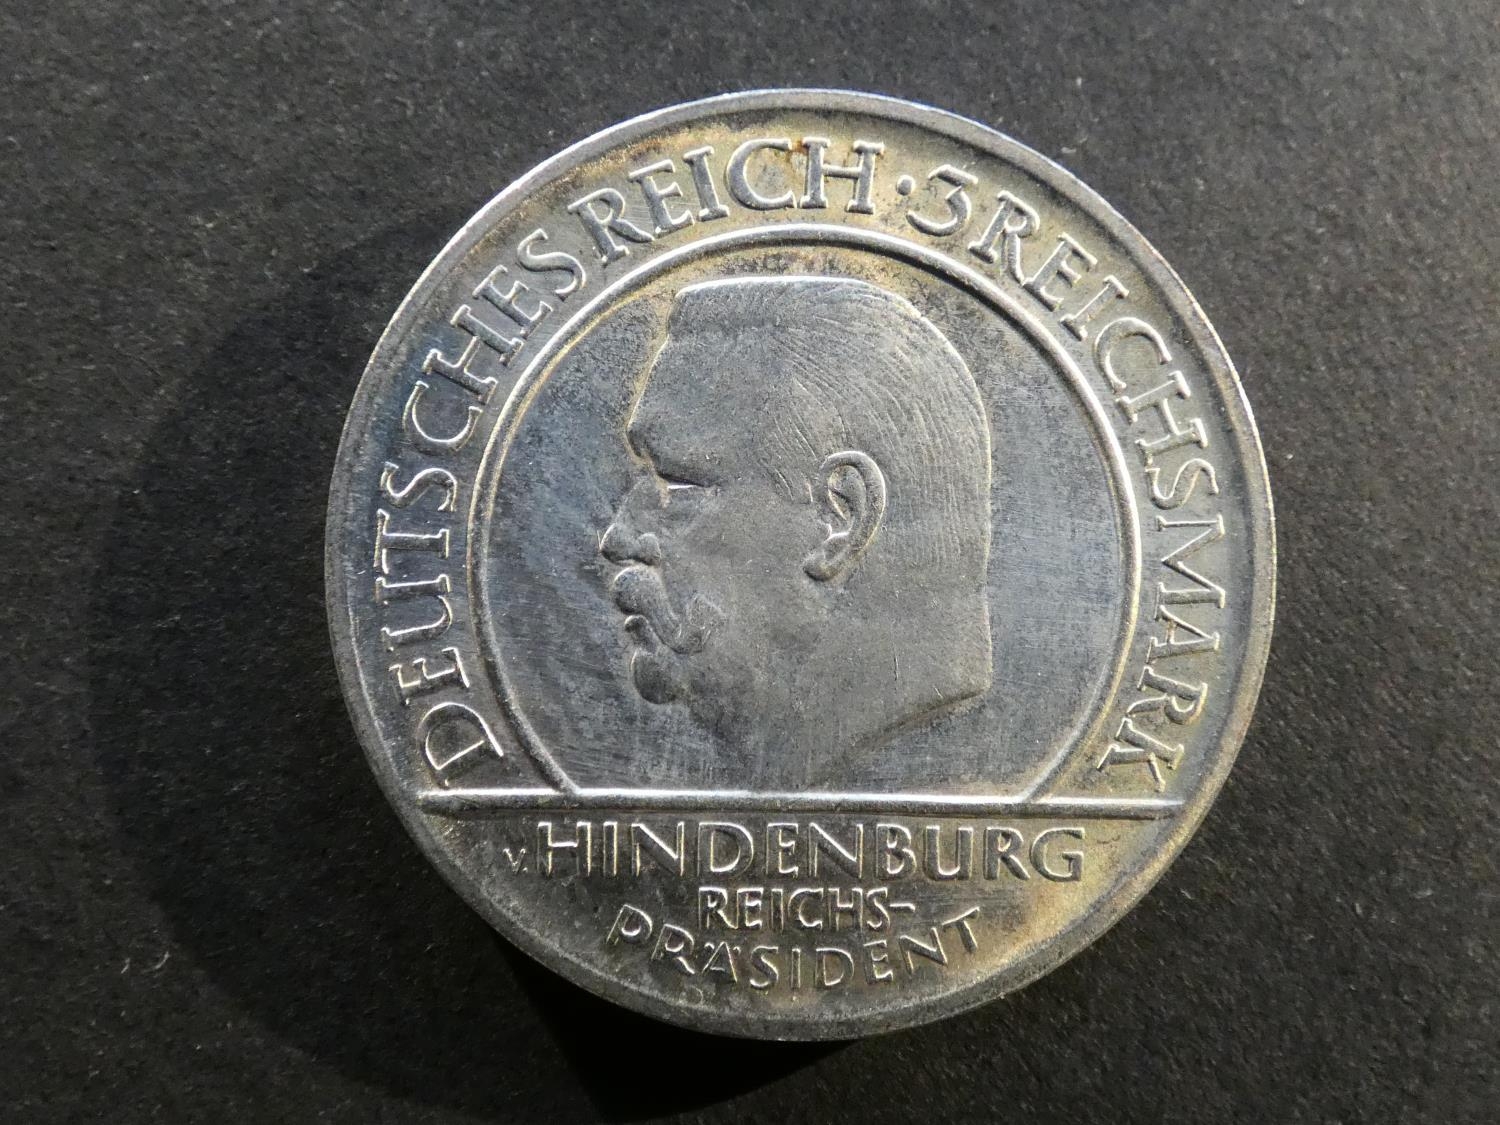 DEUTSCHES REICH · 3 REICHSMARK
v. HINDENBURG
REICHS-
PRÄSIDENT